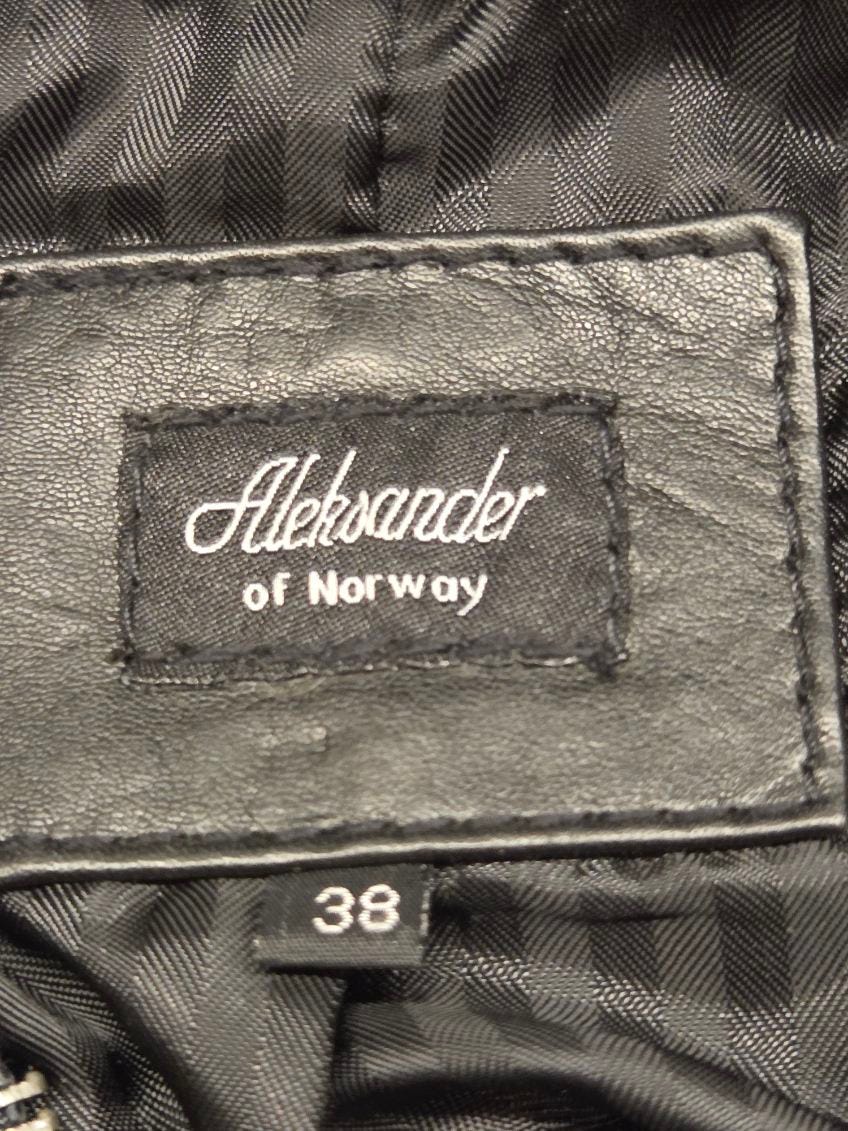 Aleksander
of Norway
38